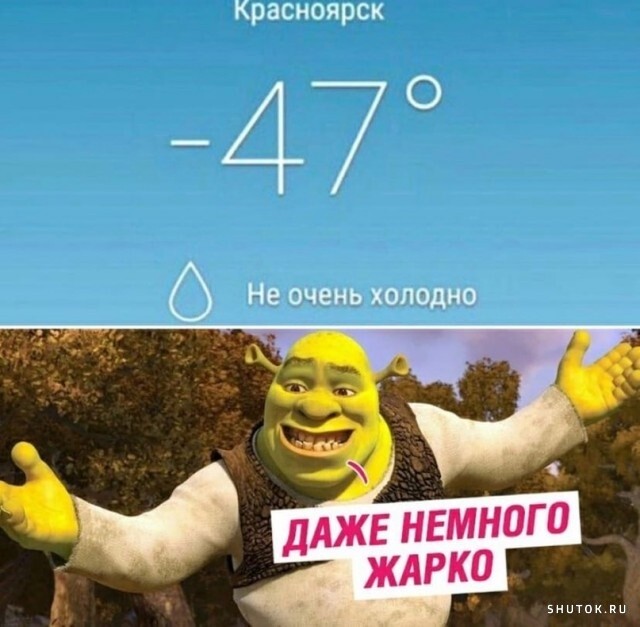 Красноярск
-47°
Не очень холодно
ДАЖЕ НЕМНОГО
ЖАРКО
SHUTOK.RU